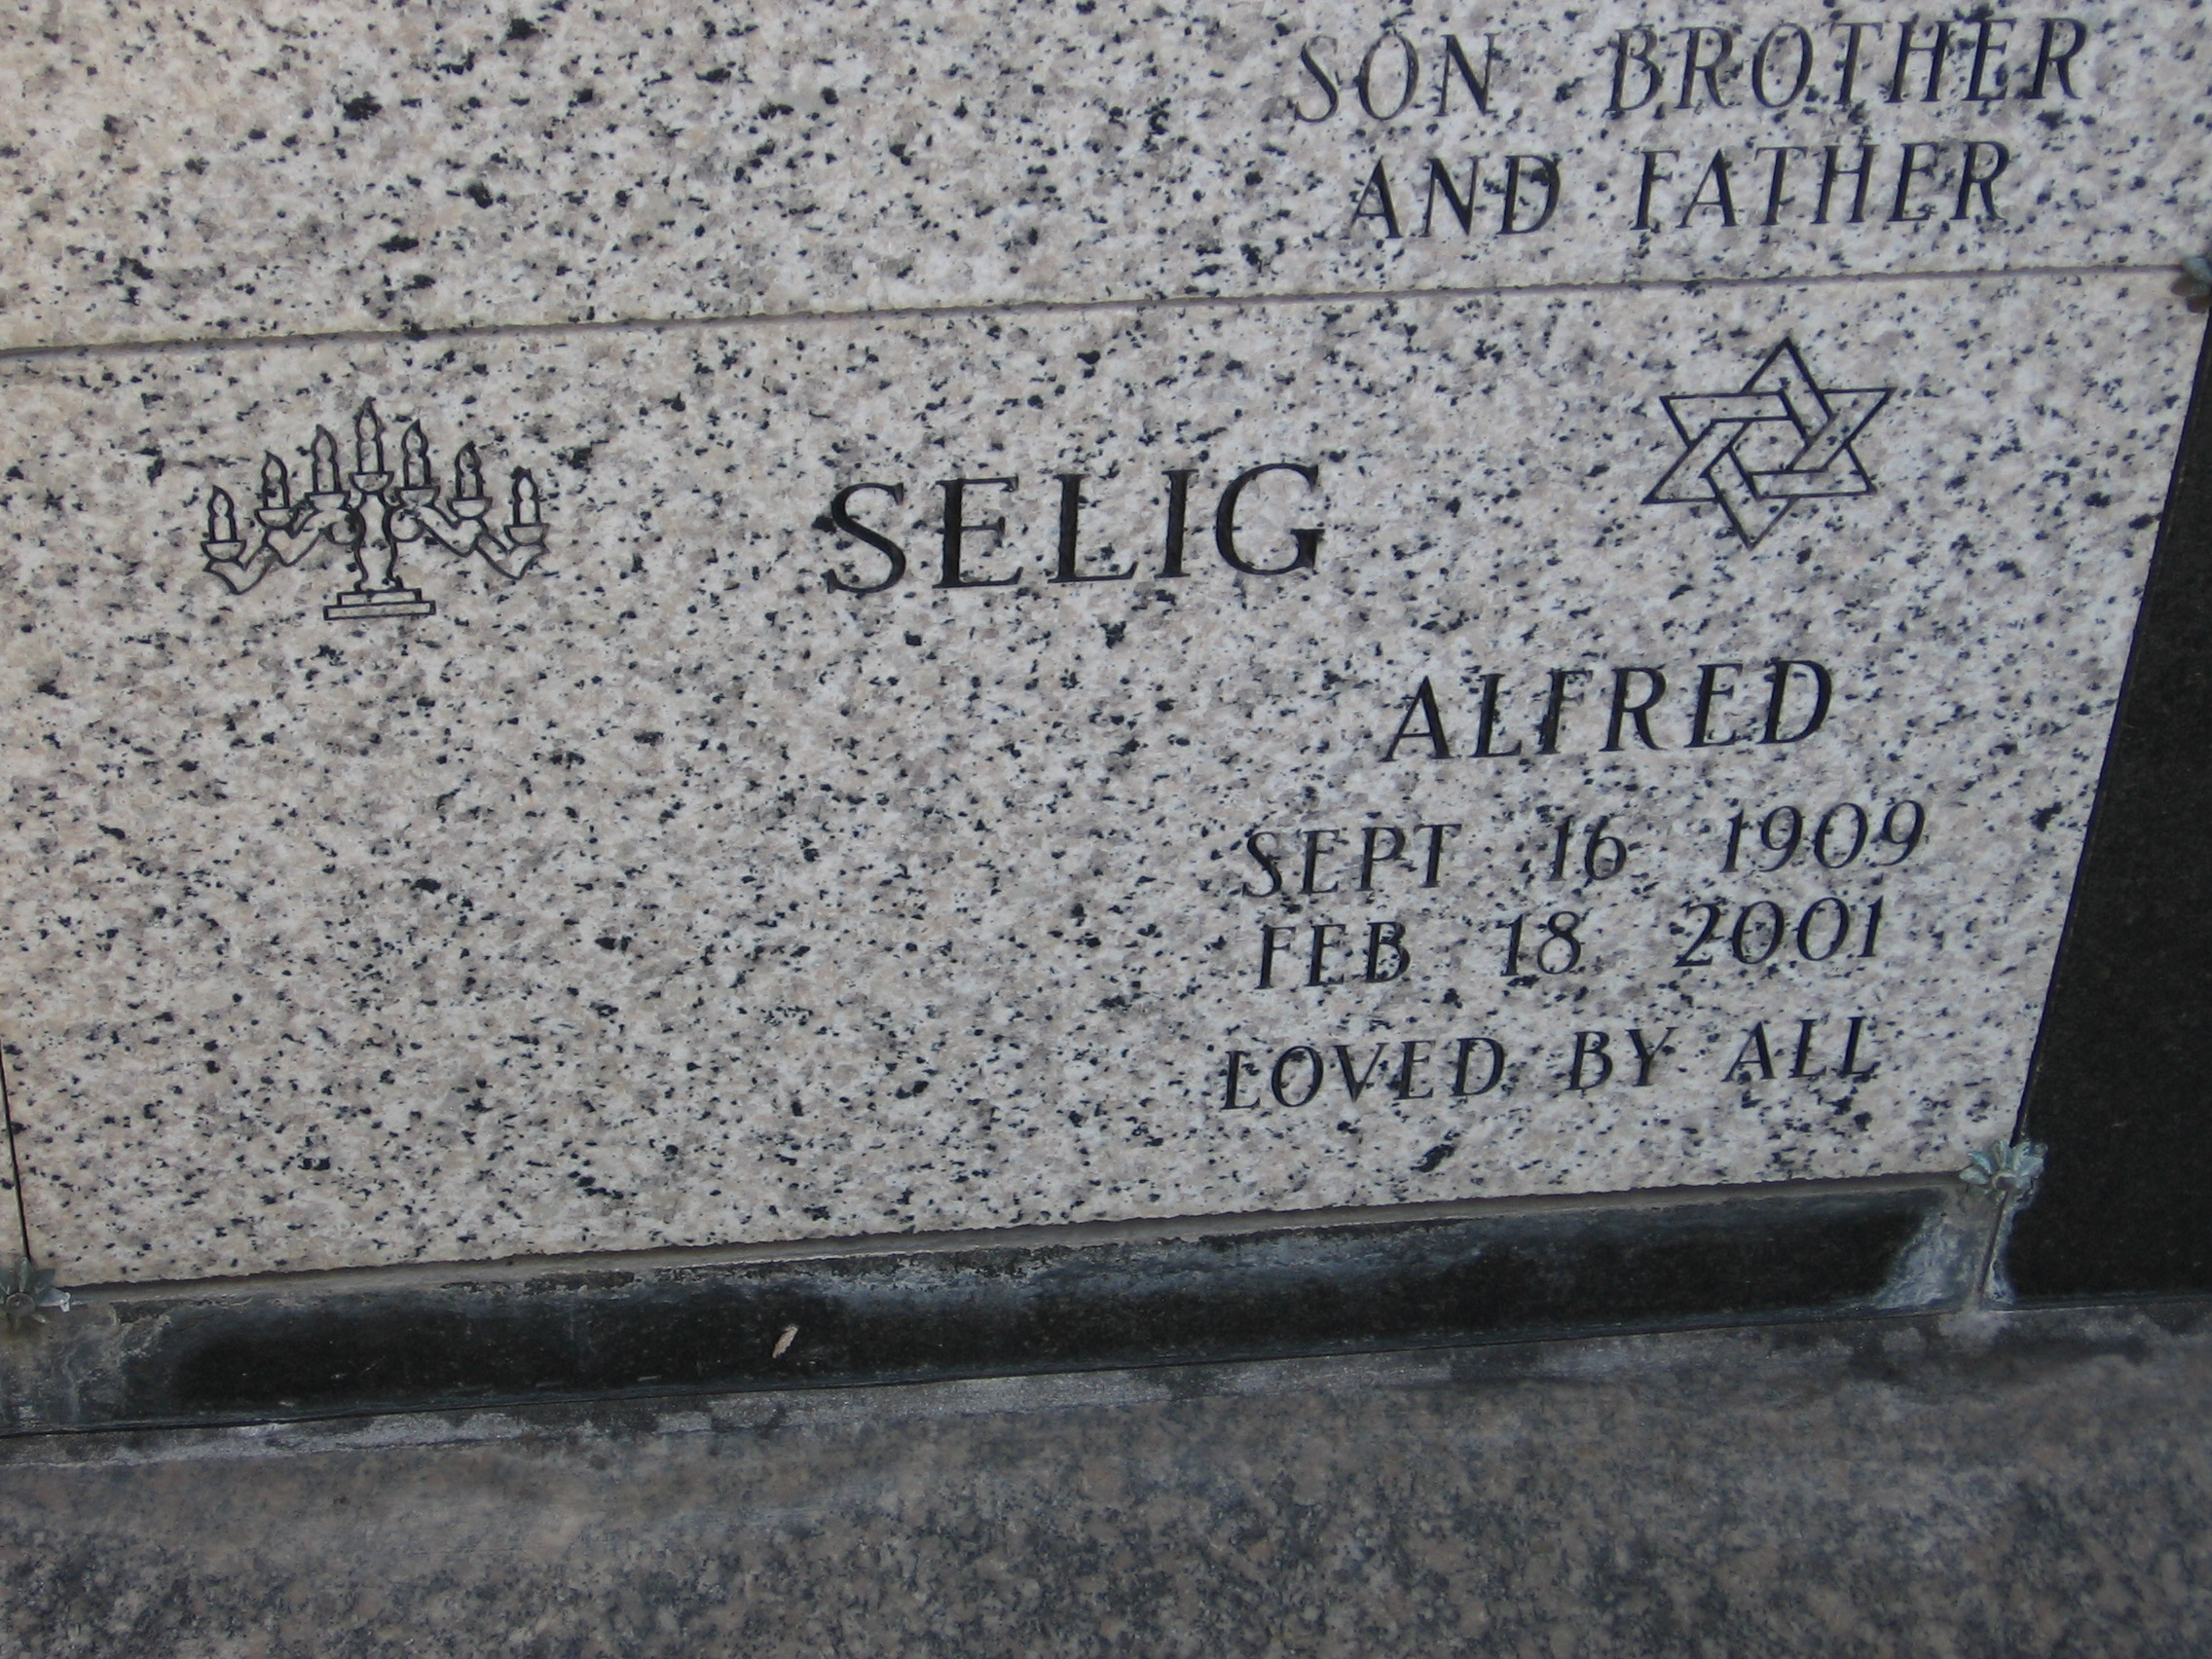 SON BROTHER
AND FATHER
SELIG
ALFRED
SEPT 16 1909
FEB 18 2001
LOVED BY ALL